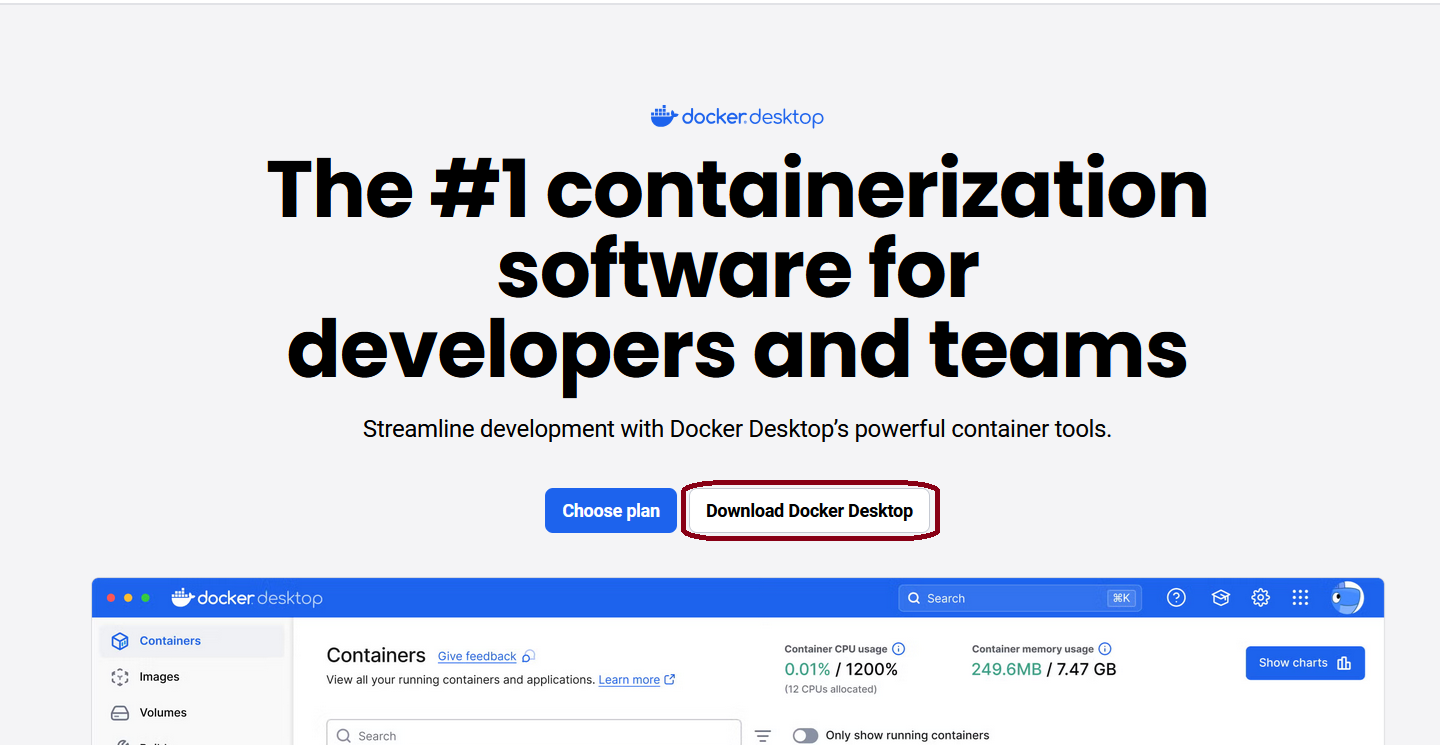 docker desktop
The #1 containerization
software for
developers and teams
Streamline development with Docker Desktop’s powerful container tools.
Choose plan
Download Docker Desktop
docker desktop
Search
⌘K
Containers
Images
Volumes
Containers
Give feedback
View all your running containers and applications. Learn more
Container CPU usage
0.01% / 1200%
(12 CPUs allocated)
Container memory usage
249.6MB / 7.47 GB
Show charts
Search
Only show running containers